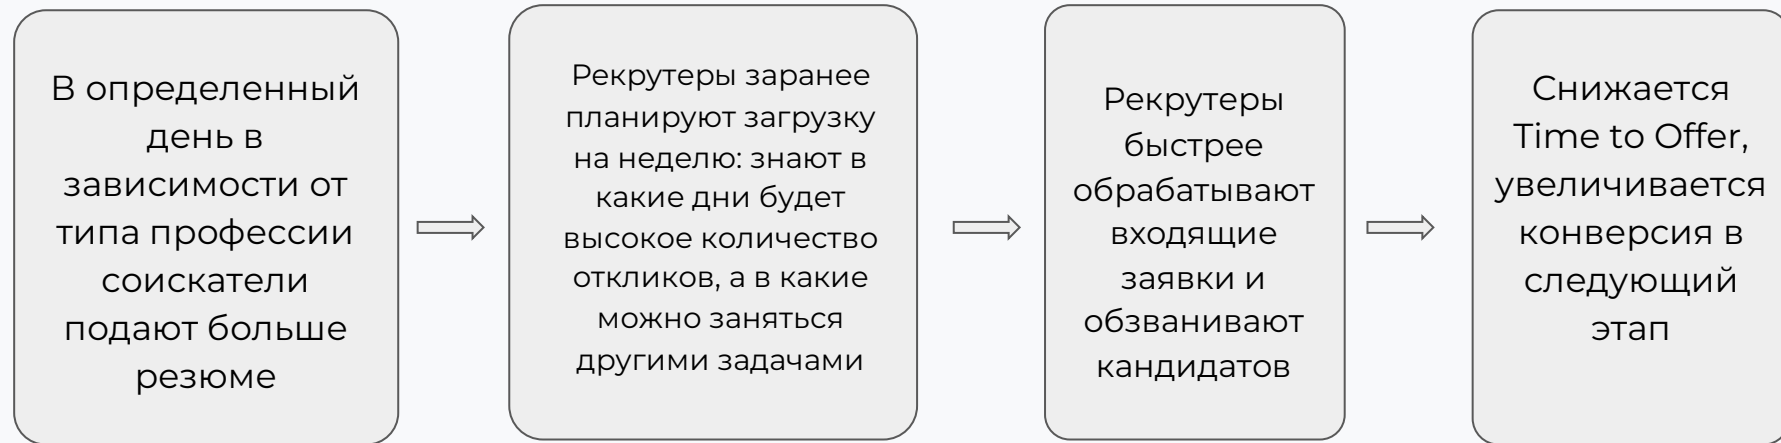 В определенный
день в
зависимости от
типа профессии
соискатели
подают больше
резюме
Рекрутеры заранее
планируют загрузку
на неделю: знают в
какие дни будет
высокое количество
откликов, а в какие
можно заняться
другими задачами
Рекрутеры
быстрее
обрабатывают
входящие
заявки и
обзванивают
кандидатов
Снижается
Time to Offer,
увеличивается
конверсия в
следующий
этап